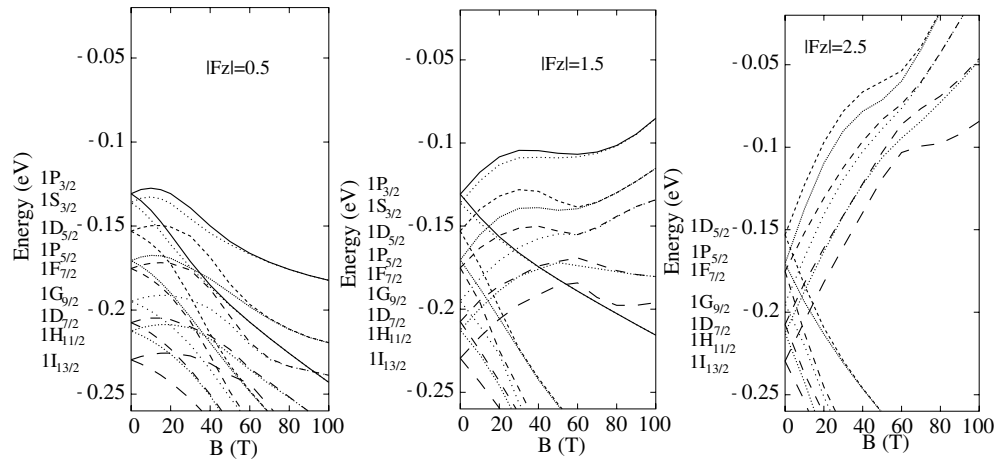 |Fz|=0.5
Energy (eV)
- 0.05
- 0.1
- 0.15
- 0.2
- 0.25
1P3/2
1S3/2
1D5/2
1P5/2
1F7/2
1G9/2
1D7/2
1H11/2
1I13/2
0 20 40 60 80 100
B (T)
|Fz|=1.5
Energy (eV)
- 0.05
- 0.1
- 0.15
- 0.2
- 0.25
1P3/2
1S3/2
1D5/2
1P5/2
1F7/2
1G9/2
1D7/2
1H11/2
1I13/2
0 20 40 60 80 100
B (T)
|Fz|=2.5
Energy (eV)
- 0.05
- 0.1
- 0.15
- 0.2
- 0.25
1D5/2
1P5/2
1F7/2
1G9/2
1D7/2
1H11/2
1I13/2
0 20 40 60 80 100
B (T)